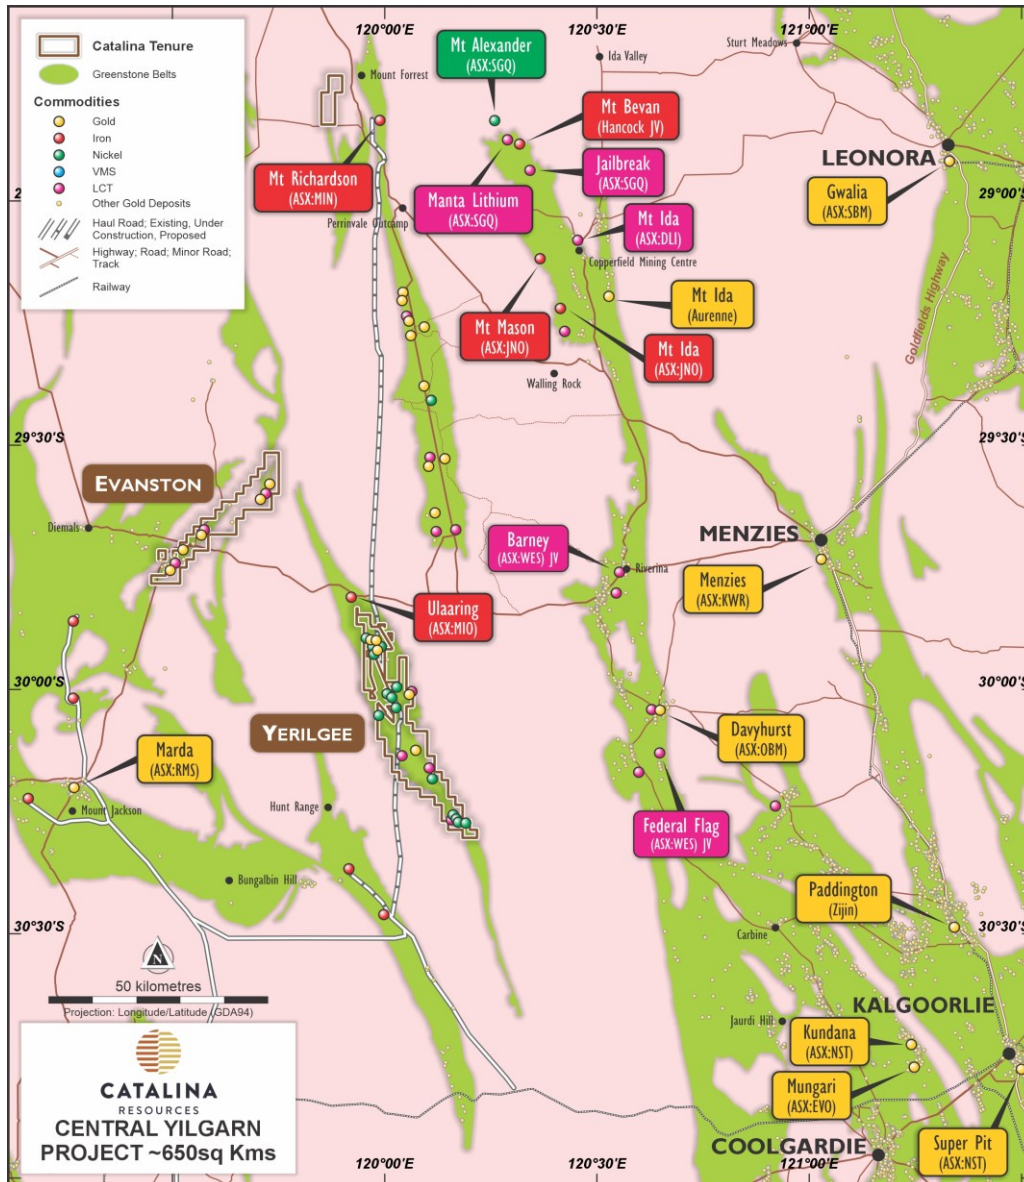 120°00'E
120°30'E
121°00'E
Catalina Tenure
Greenstone Belts
Commodities
Gold
Iron
Nickel
VMS
LCT
Other Gold Deposits
Haul Road; Existing, Under
Construction, Proposed
Highway; Road; Minor Road;
Track
Railway
Mt Alexander
(ASX:SGQ)
Ida Valley
Sturt Meadows
Mount Forrest
Mt Bevan
(Hancock JV)
LEONORA
Mt Richardson
(ASX:MIN)
Manta Lithium
(ASX:SGQ)
Jailbreak
(ASX:SGQ)
Gwalia
(ASX:SBM)
29°00'S
Perrinvale Outcamp
Mt Ida
(ASX:DLI)
Copperfield Mining Centre
Mt Ida
(Aurenne)
Goldfields Highway
Mt Mason
(ASX:JNO)
Mt Ida
(ASX:JNO)
Walling Rock
29°30'S
29°30'S
EVANSTON
Diemals
MENZIES
Barney
(ASX:WES) JV
Riverina
Menzies
(ASX:KWR)
Ulaaring
(ASX:MIO)
30°00'S
30°00'S
YERILGEE
Davyhurst
(ASX:OBM)
Marda
(ASX:RMS)
Mount Jackson
Hunt Range
Federal Flag
(ASX:WES) JV
Bungalbin Hill
Paddington
(Zijin)
30°30'S
30°30'S
Carbine
N
50 kilometres
Projection: Longitude/Latitude (GDA94)
KALGOORLIE
Jaurdi Hill
Kundana
(ASX:NST)
Mungari
(ASX:EVO)
CATALINA
RESOURCES
CENTRAL YILGARN
PROJECT ~650sq Kms
COOLGARDIE
Super Pit
(ASX:NST)
120°00'E
120°30'E
121°00'E